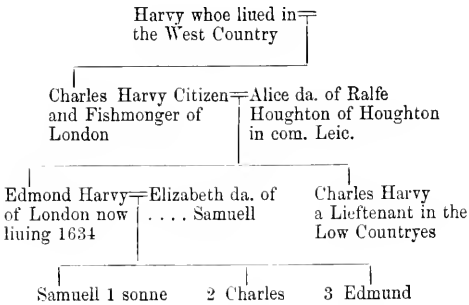 Harvy whoe liued in
the West Country
Charles Harvy Citizen
and Fishmonger of
London
Alice da. of Ralfe
Houghton of Houghton
in com. Leic.
Edmond Harvy
of London now
liuing 1634
Elizabeth da. of
. . . . Samuell
Charles Harvy
a Lieftenant in the
Low Countryes
Samuell 1 sonne
2 Charles
3 Edmund